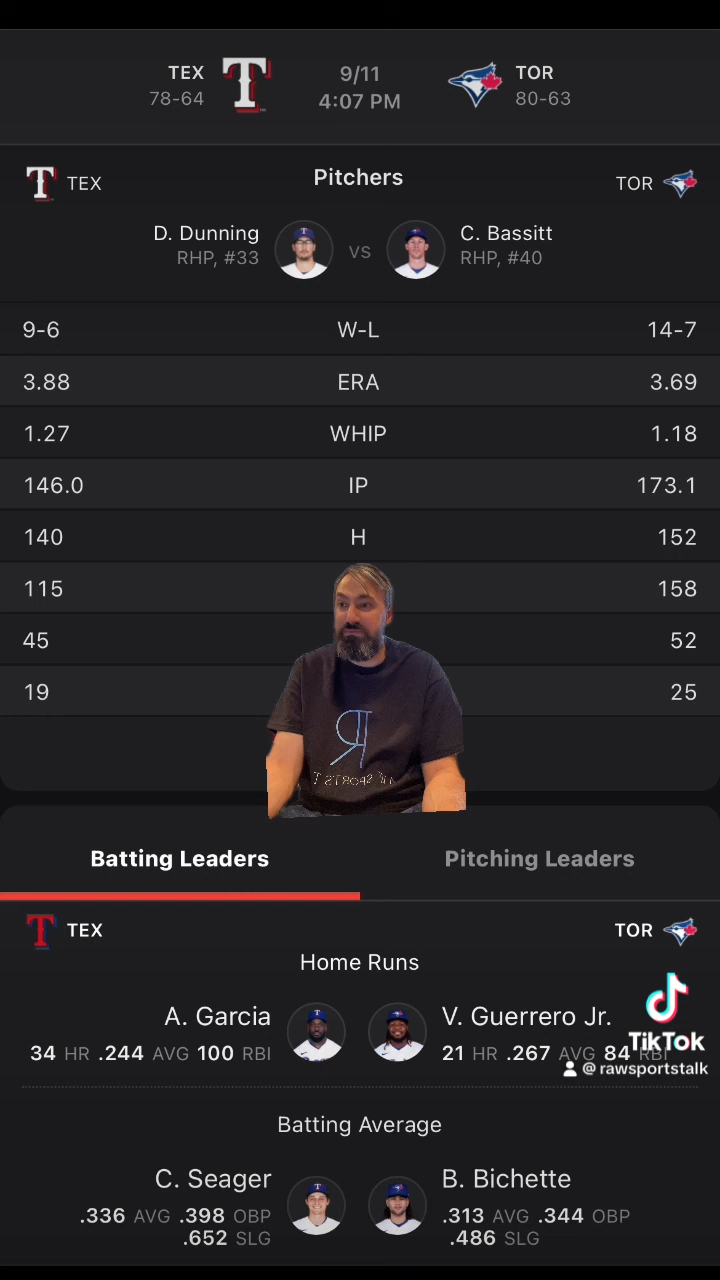 TEX
78-64
9/11
4:07 PM
TOR
80-63
TEX
Pitchers
TOR
D. Dunning
RHP, #33
VS
C. Bassitt
RHP, #40
9-6 W-L 14-7
3.88 ERA 3.69
1.27 WHIP 1.18
146.0 IP 173.1
140 H 152
115 158
45 52
19 25
Batting Leaders Pitching Leaders
TEX TOR
Home Runs
A. Garcia
34 HR .244 AVG 100 RBI
V. Guerrero Jr.
21 HR .267 AVG 84 RBI
TikTok
@rawsportstalk
Batting Average
C. Seager
.336 AVG .398 OBP
.652 SLG
B. Bichette
.313 AVG .344 OBP
.486 SLG